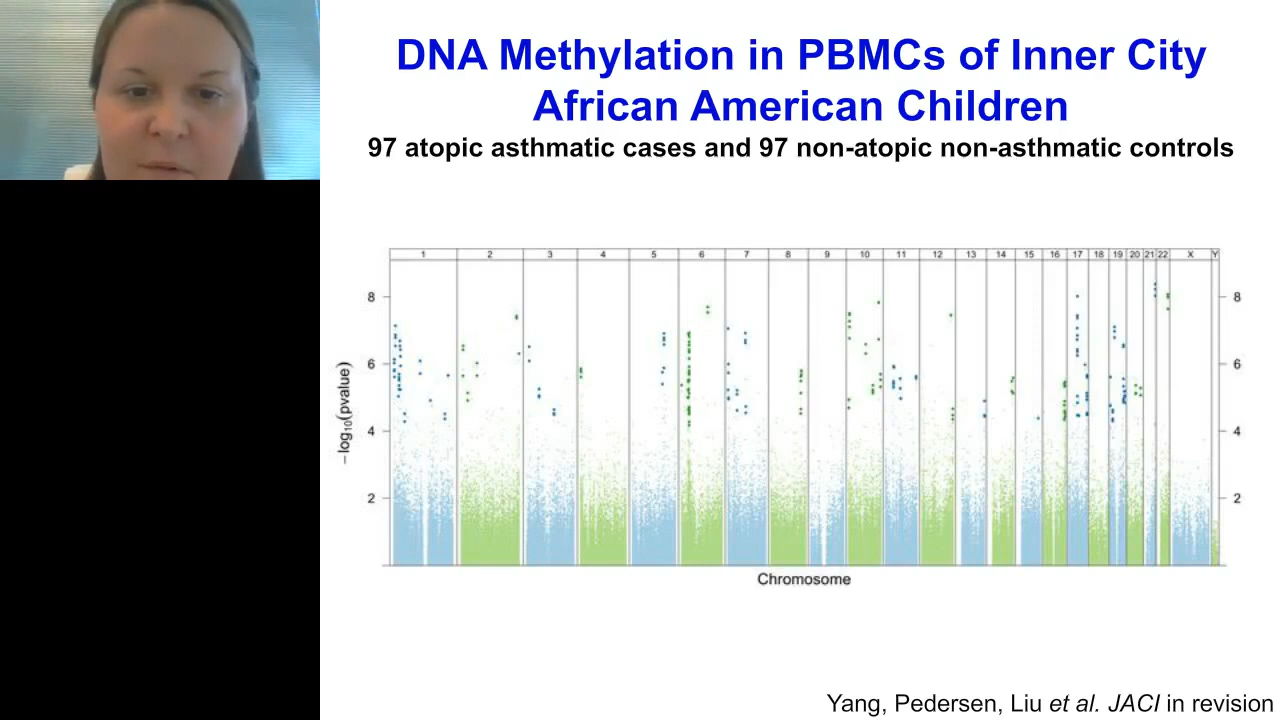 DNA Methylation in PBMCs of Inner City
African American Children
97 atopic asthmatic cases and 97 non-atopic non-asthmatic controls
1 2 3 4 5 6 7 8 9 10 11 12 13 14 15 16 17 18 19 20 21 22 X Y
8 8
6 6
4 4
2 2
−log10(pvalue)
Chromosome
Yang, Pedersen, Liu et al. JACI in revision